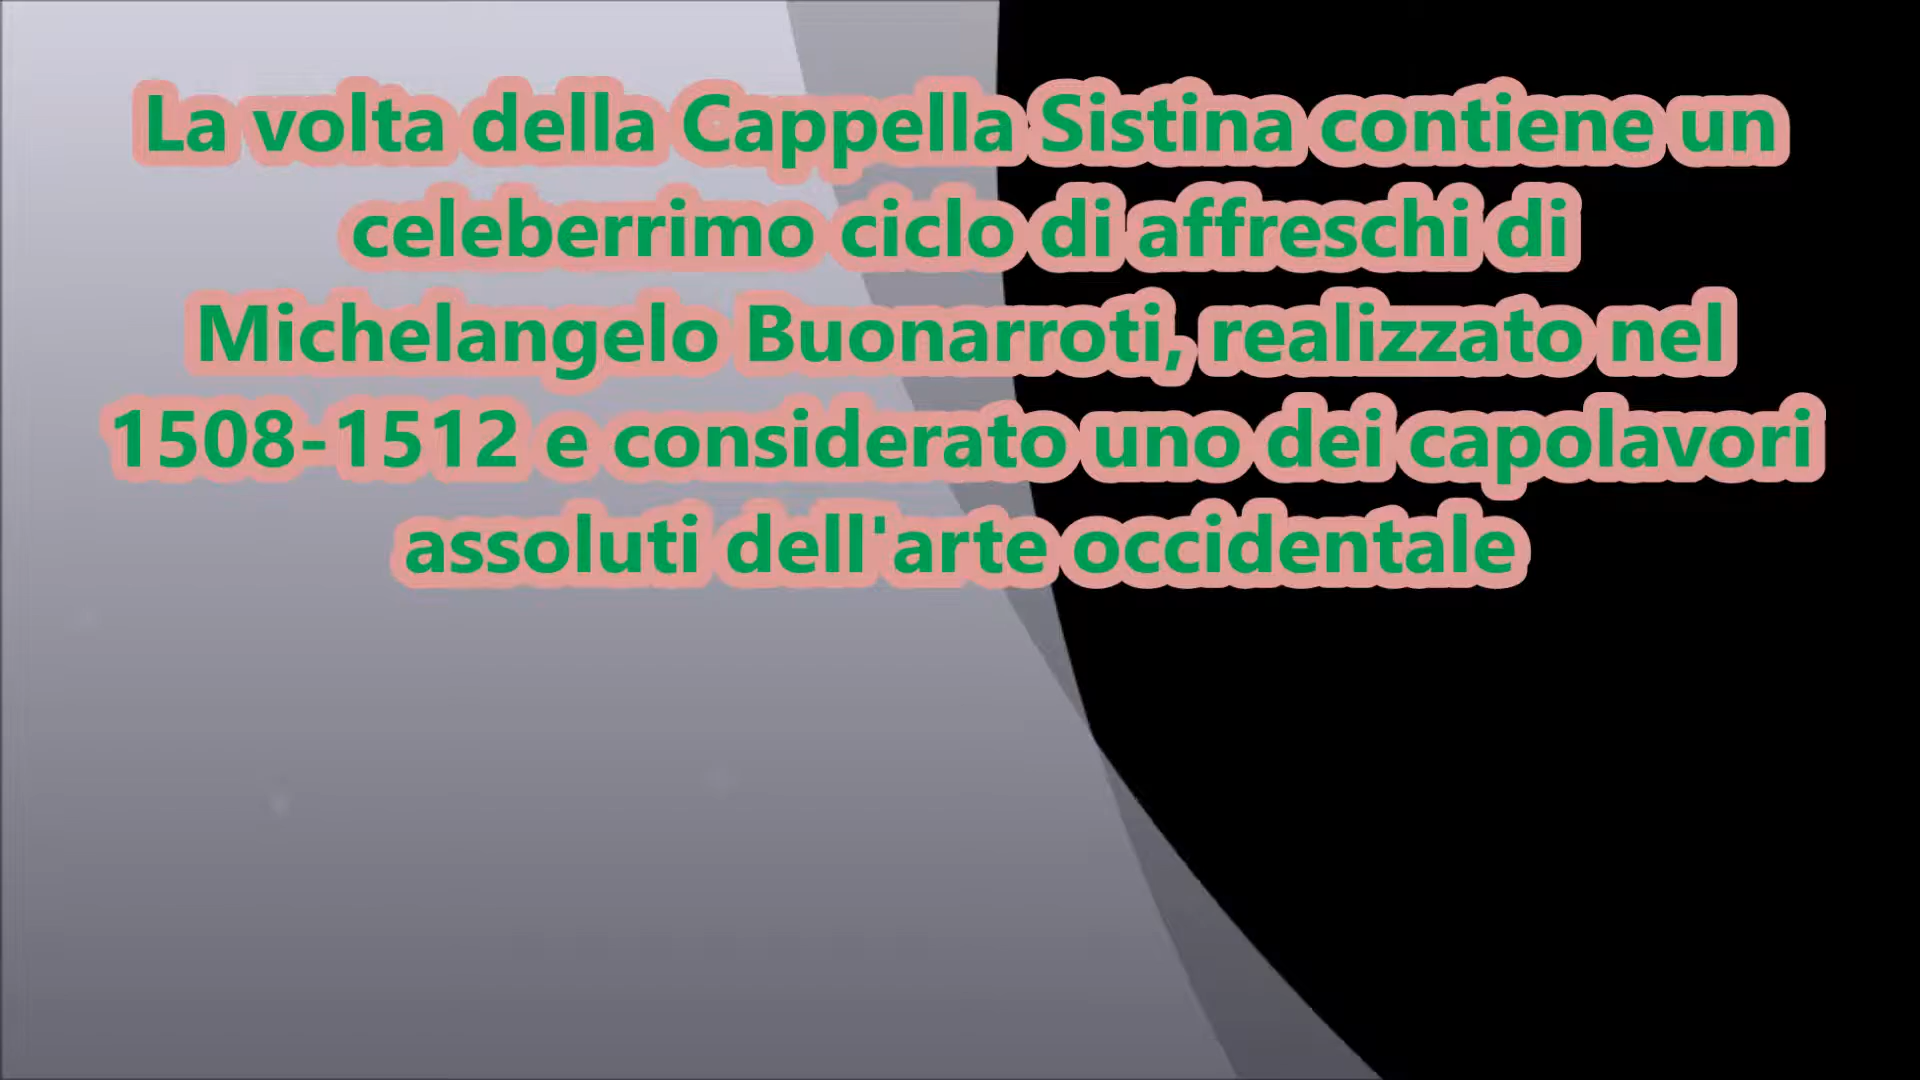 La volta della Cappella Sistina contiene un
celeberrimo ciclo di affreschi di
Michelangelo Buonarroti, realizzato nel
1508-1512 e considerato uno dei capolavori
assoluti dell'arte occidentale